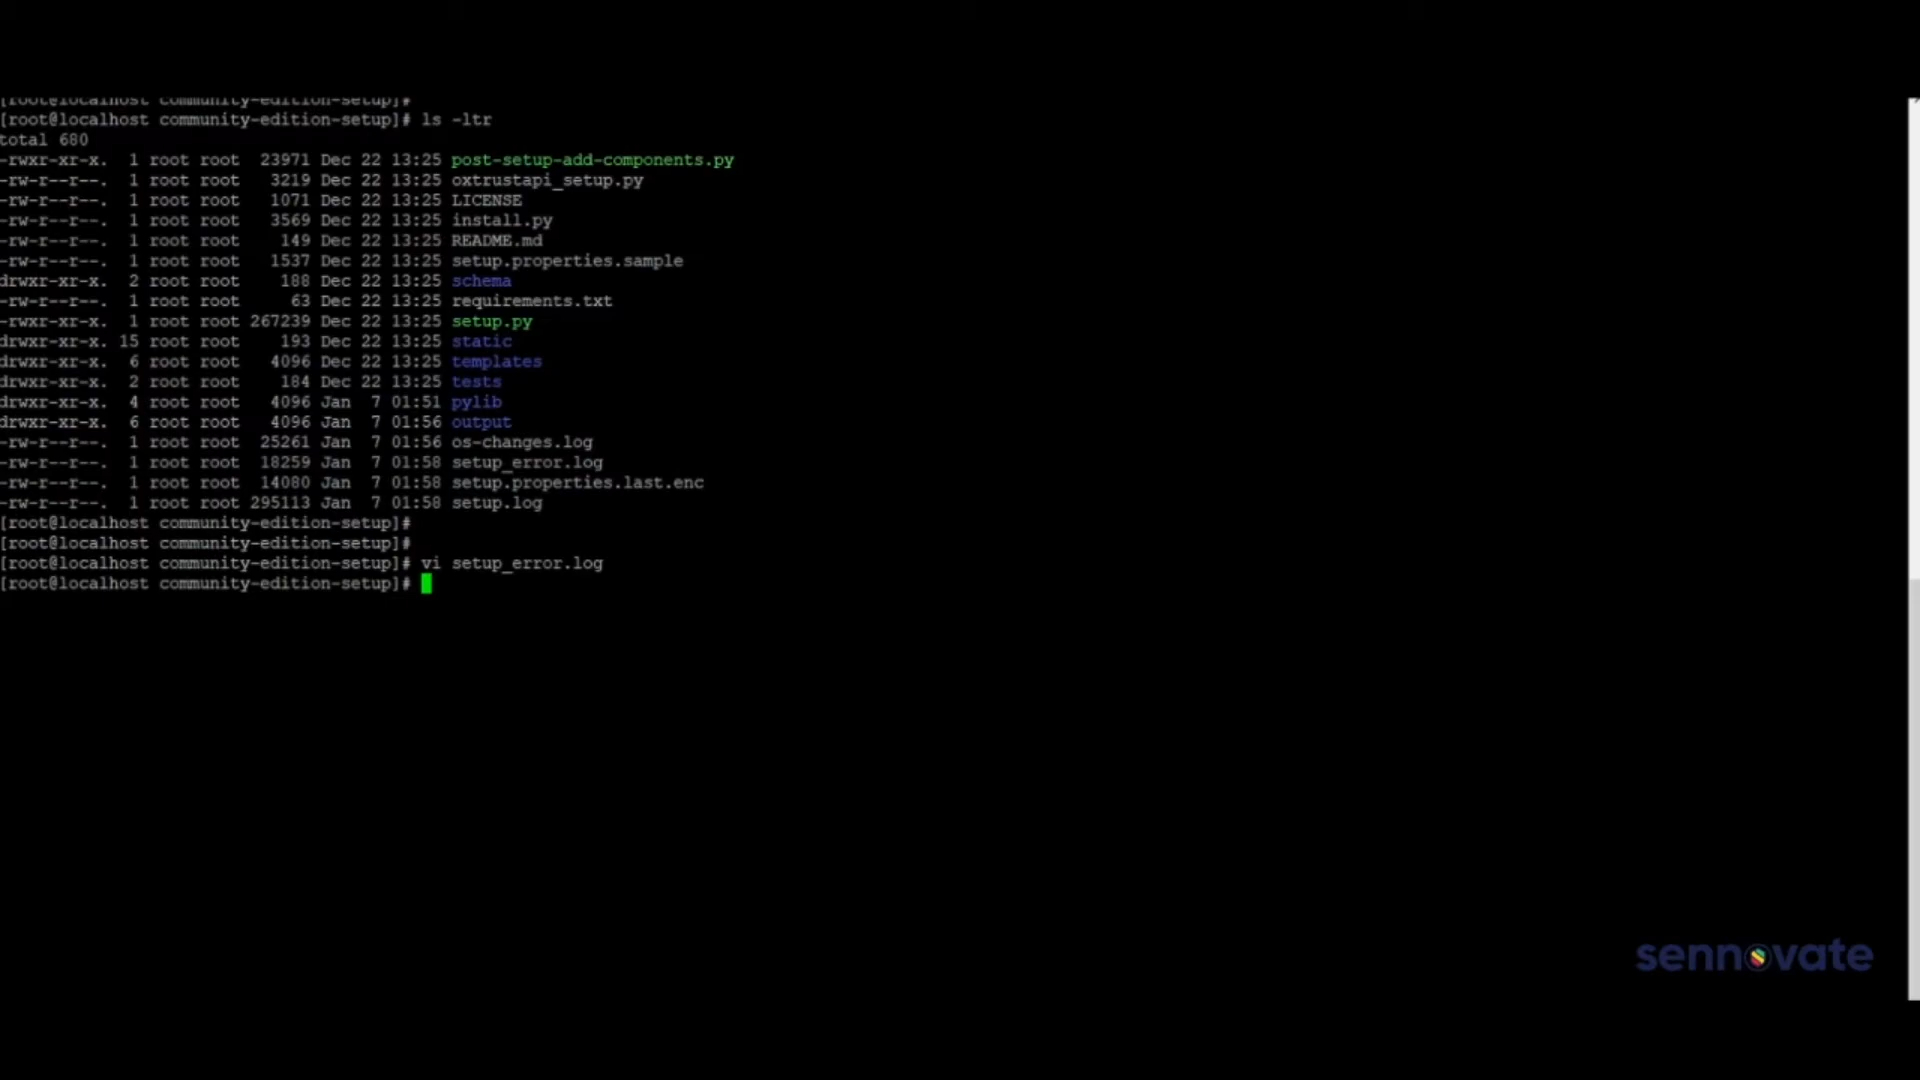 [root@localhost community-edition-setup]#
[root@localhost community-edition-setup]# ls -ltr
total 680
-rwxr-xr-x. 1 root root 23971 Dec 22 13:25 post-setup-add-components.py
-rw-r--r--. 1 root root 3219 Dec 22 13:25 oxtrustapi_setup.py
-rw-r--r--. 1 root root 1071 Dec 22 13:25 LICENSE
-rw-r--r--. 1 root root 3569 Dec 22 13:25 install.py
-rw-r--r--. 1 root root 149 Dec 22 13:25 README.md
-rw-r--r--. 1 root root 1537 Dec 22 13:25 setup.properties.sample
drwxr-xr-x. 2 root root 188 Dec 22 13:25 schema
-rw-r--r--. 1 root root 63 Dec 22 13:25 requirements.txt
-rwxr-xr-x. 1 root root 267239 Dec 22 13:25 setup.py
drwxr-xr-x. 15 root root 193 Dec 22 13:25 static
drwxr-xr-x. 6 root root 4096 Dec 22 13:25 templates
drwxr-xr-x. 2 root root 184 Dec 22 13:25 tests
drwxr-xr-x. 4 root root 4096 Jan 7 01:51 pylib
drwxr-xr-x. 6 root root 4096 Jan 7 01:56 output
-rw-r--r--. 1 root root 25261 Jan 7 01:56 os-changes.log
-rw-r--r--. 1 root root 18259 Jan 7 01:58 setup_error.log
-rw-r--r--. 1 root root 14080 Jan 7 01:58 setup.properties.last.enc
-rw-r--r--. 1 root root 295113 Jan 7 01:58 setup.log
[root@localhost community-edition-setup]#
[root@localhost community-edition-setup]#
[root@localhost community-edition-setup]# vi setup_error.log
[root@localhost community-edition-setup]#
sennovate